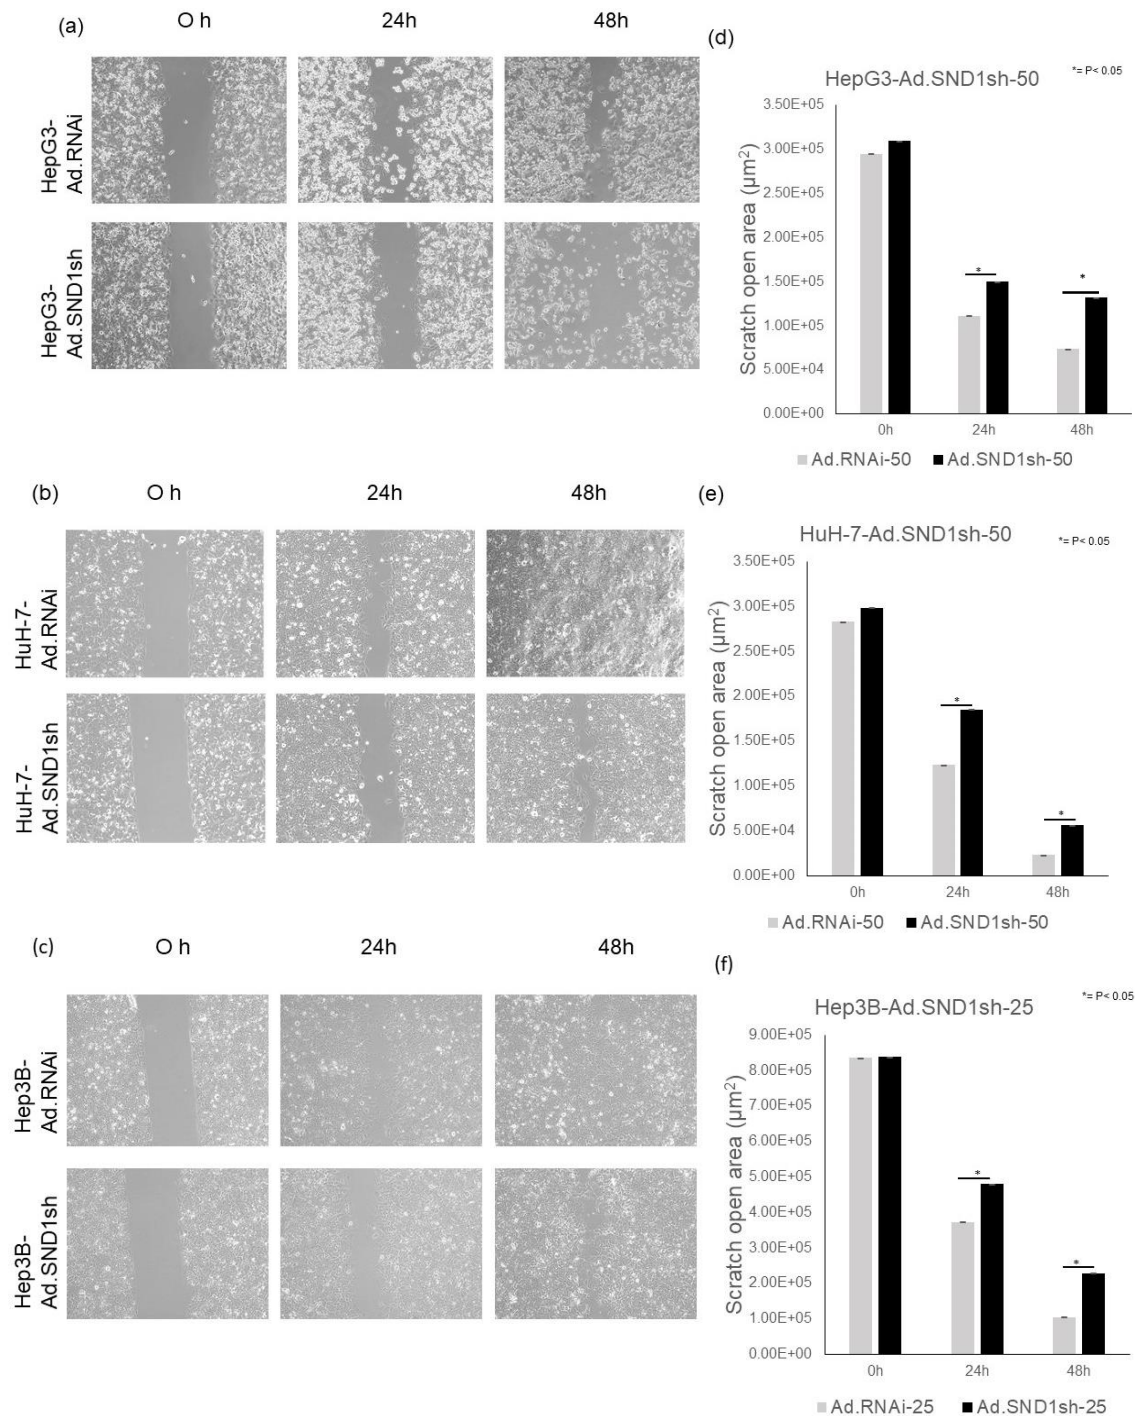 (a)
O h
24h
48h
HepG3-
Ad.RNAi
HepG3-
Ad.SND1sh
(d)
*= P< 0.05
HepG3-Ad.SND1sh-50
Scratch open area (µm²)
3.50E+05
3.00E+05
2.50E+05
2.00E+05
1.50E+05
1.00E+05
5.00E+04
0.00E+00
*
*
0h
24h
48h
Ad.RNAi-50
Ad.SND1sh-50
(b)
O h
24h
48h
HuH-7-
Ad.RNAi
HuH-7-
Ad.SND1sh
(e)
HuH-7-Ad.SND1sh-50
*= P< 0.05
Scratch open area (µm²)
3.50E+05
3.00E+05
2.50E+05
2.00E+05
1.50E+05
1.00E+05
5.00E+04
0.00E+00
*
*
0h
24h
48h
Ad.RNAi-50
Ad.SND1sh-50
(c)
O h
24h
48h
Hep3B-
Ad.RNAi
Hep3B-
Ad.SND1sh
(f)
*= P< 0.05
Hep3B-Ad.SND1sh-25
Scratch open area (µm²)
9.00E+05
8.00E+05
7.00E+05
6.00E+05
5.00E+05
4.00E+05
3.00E+05
2.00E+05
1.00E+05
0.00E+00
*
*
0h
24h
48h
Ad.RNAi-25
Ad.SND1sh-25